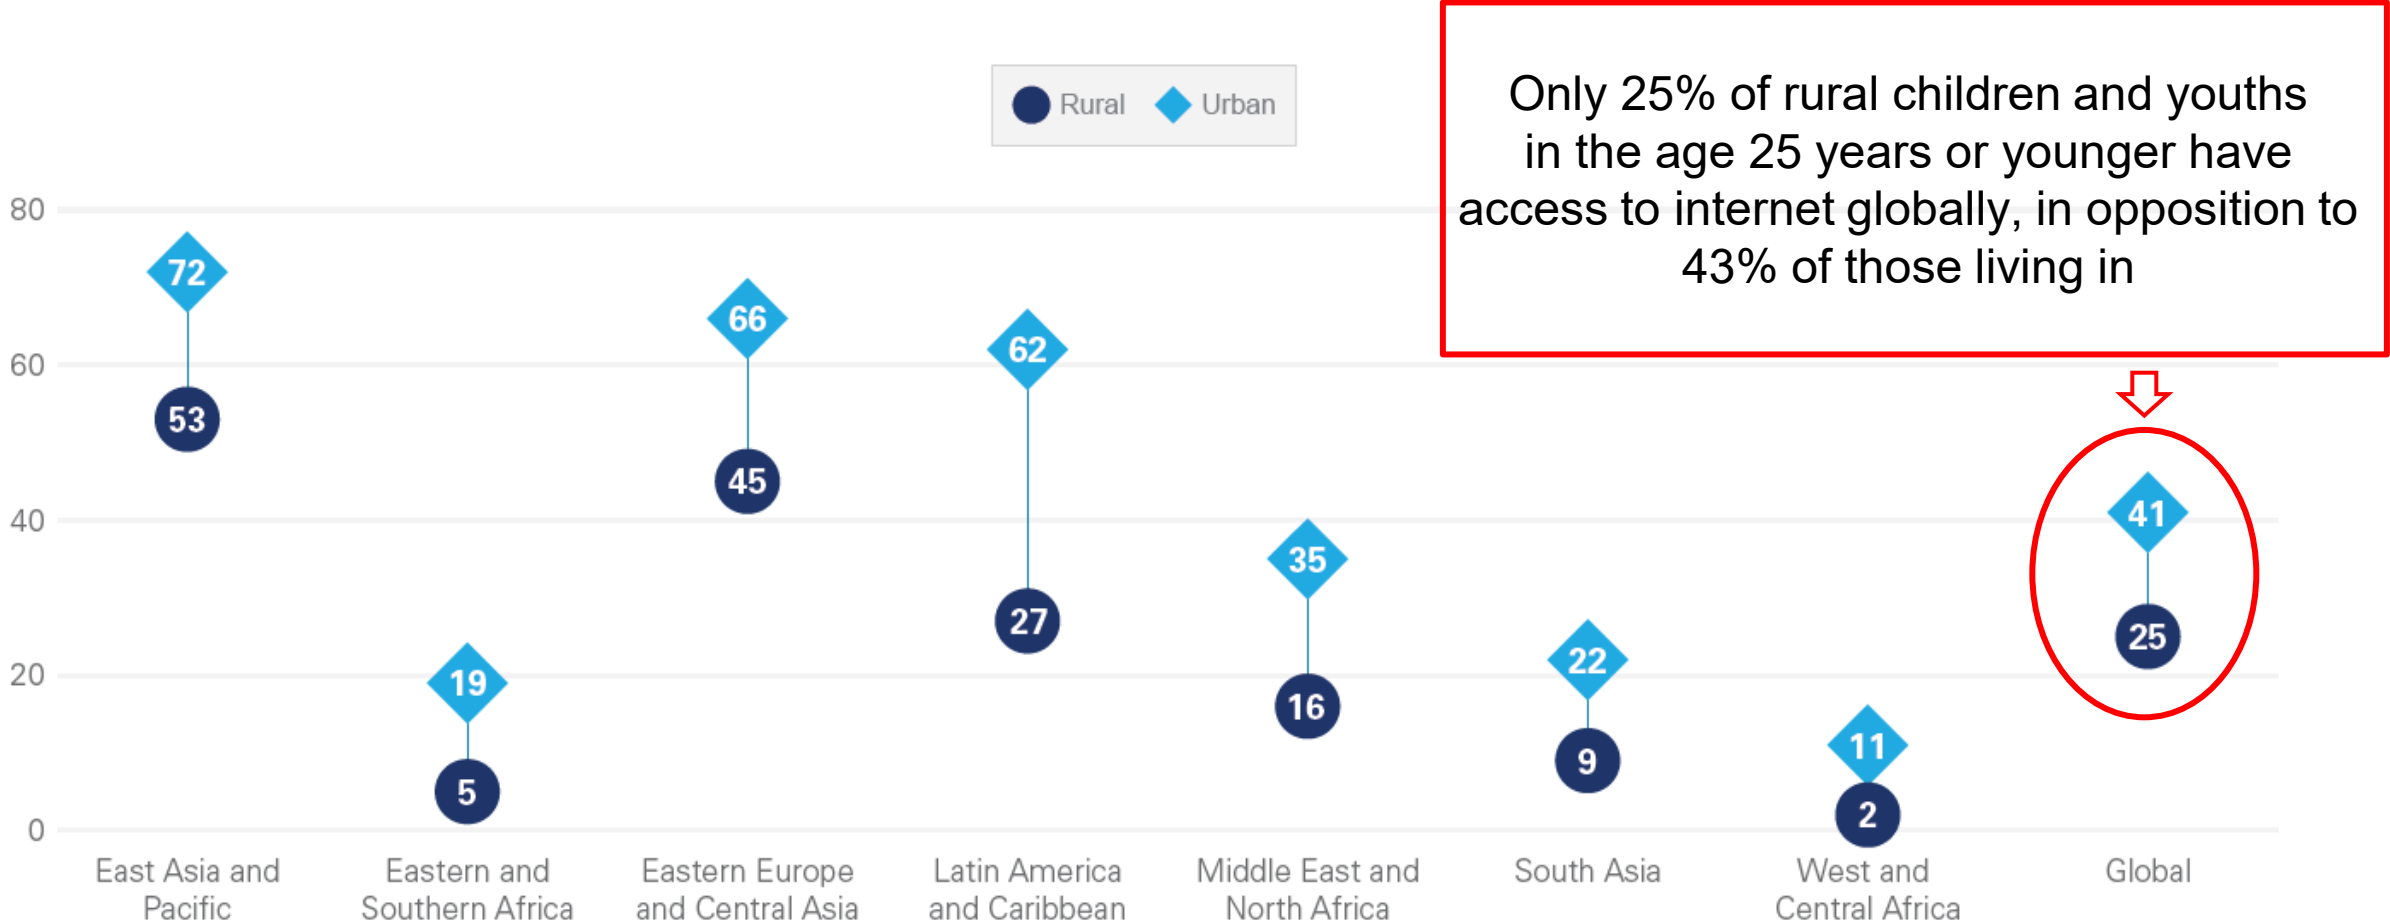 Only 25% of rural children and youths
in the age 25 years or younger have
access to internet globally, in opposition to
43% of those living in
Rural Urban
80
60
40
20
0
72
53
19
5
66
45
62
27
35
16
22
9
11
2
41
25
East Asia and
Pacific
Eastern and
Southern Africa
Eastern Europe
and Central Asia
Latin America
and Caribbean
Middle East and
North Africa
South Asia
West and
Central Africa
Global